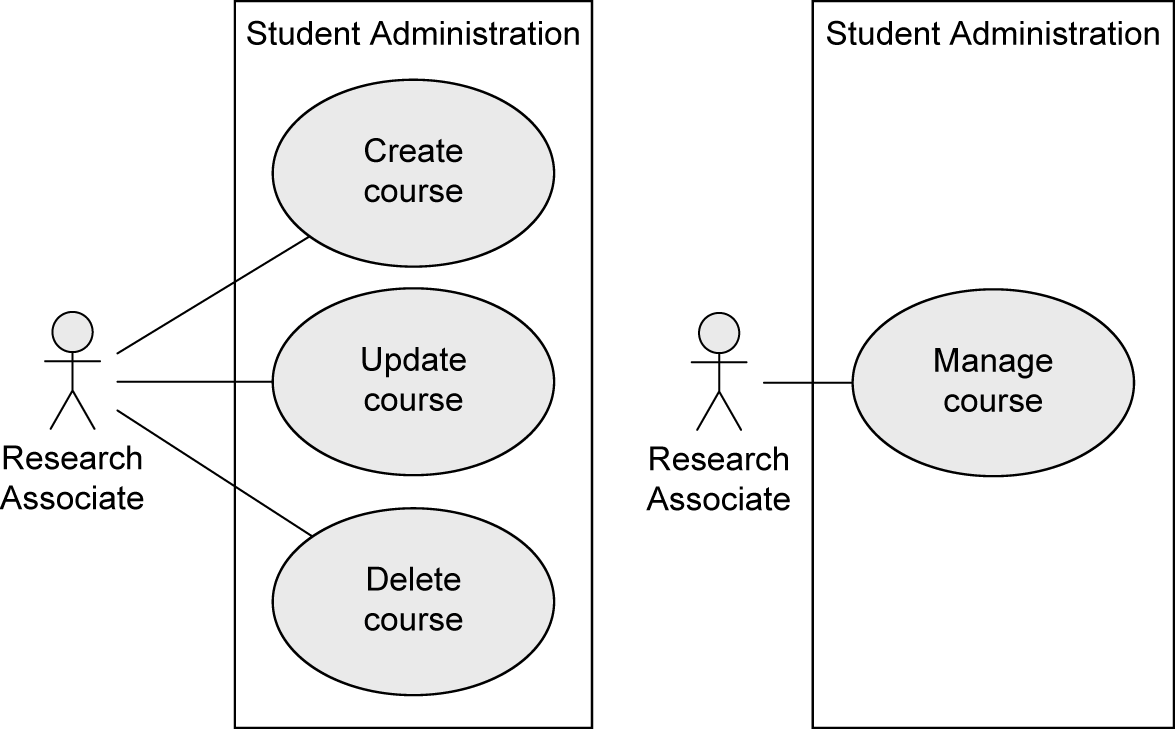 Student Administration
Create
course
Update
course
Delete
course
Research
Associate
Student Administration
Manage
course
Research
Associate